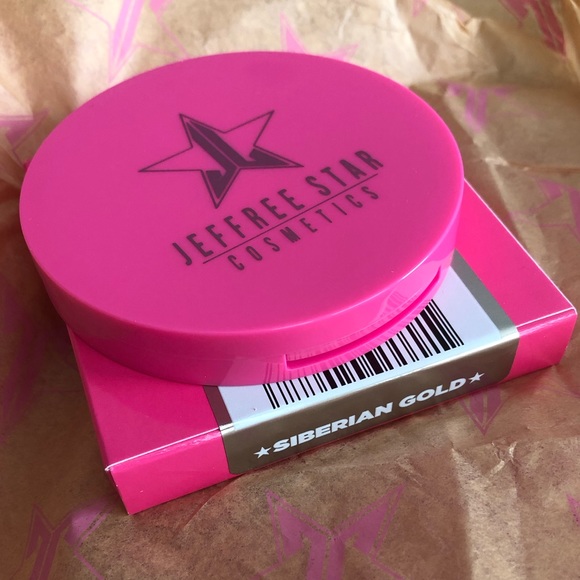 JEFFREE STAR
COSMETICS
★SIBERIAN GOLD★